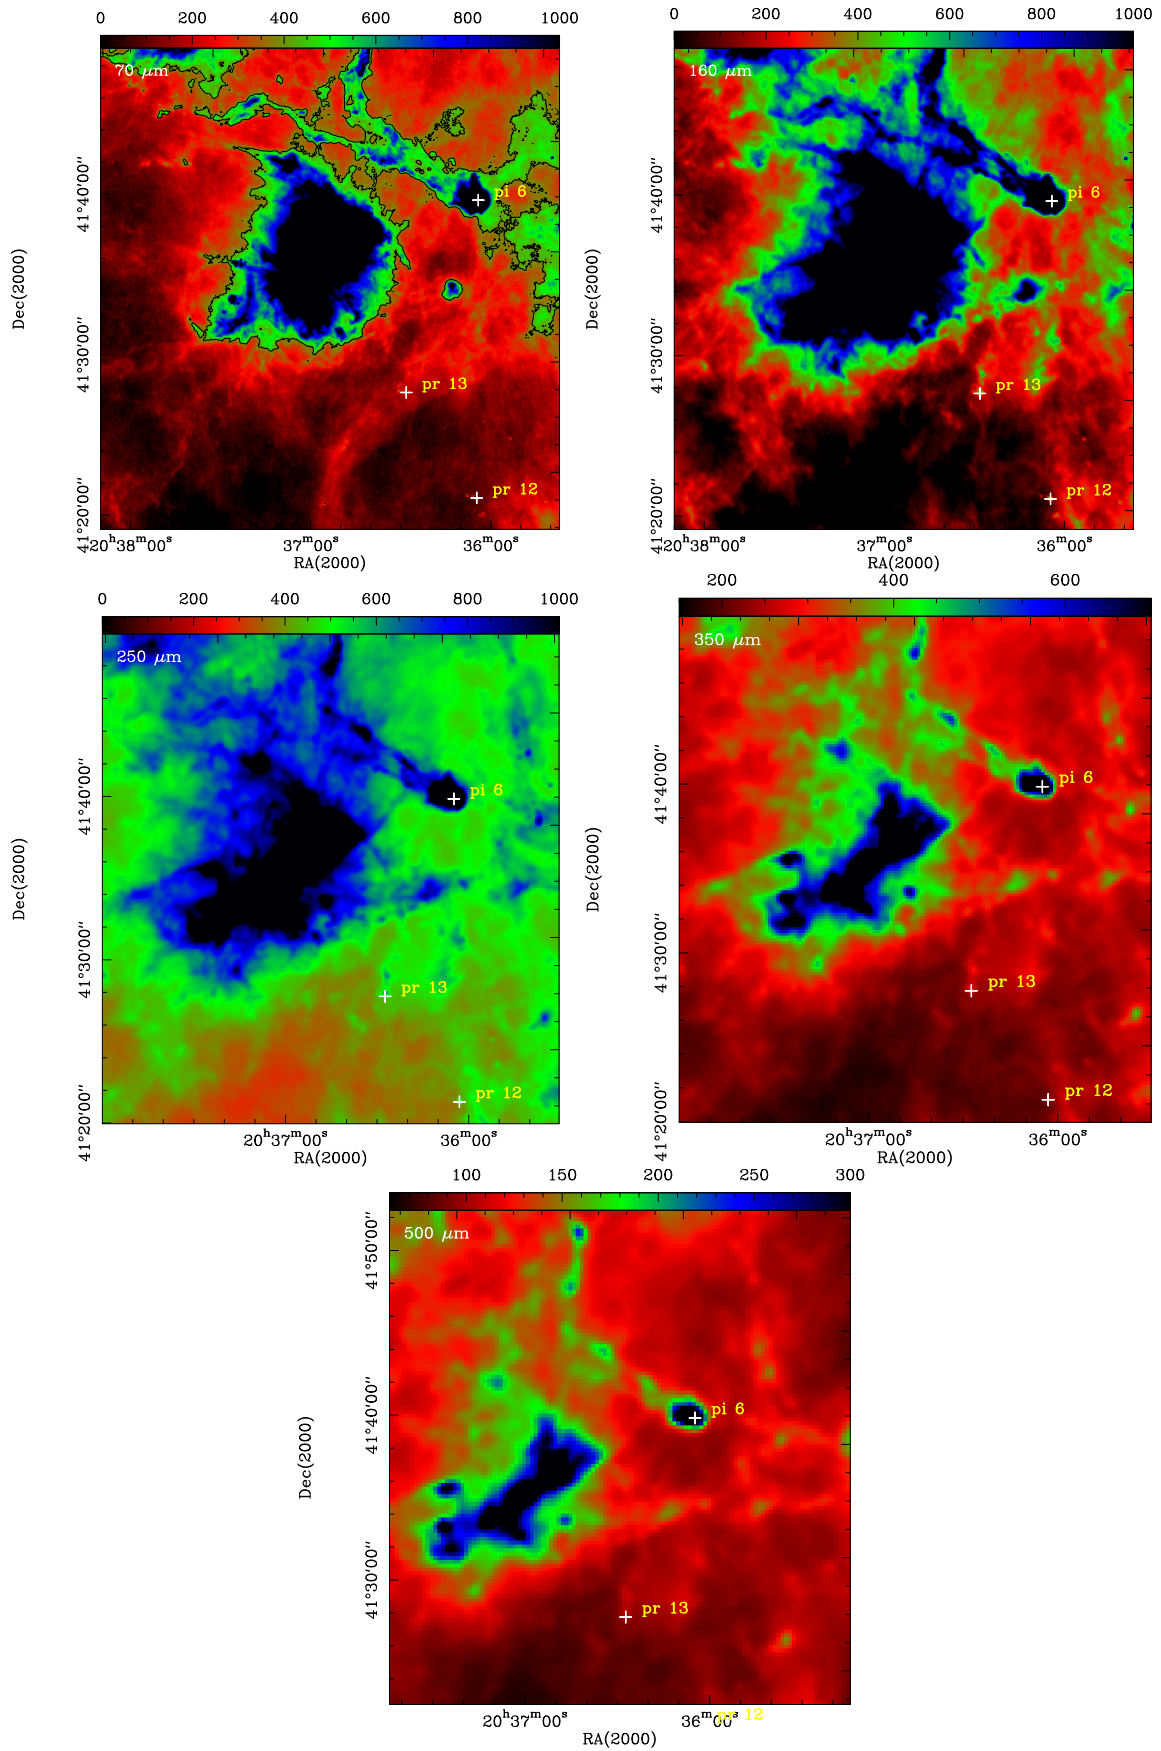 0 200 400 600 800 1000
70 μm
pi 6
pr 13
pr 12
41°40'00"
41°30'00"
41°20'00"
Dec(2000)
20ʰ38ᵐ00ˢ 37ᵐ00ˢ 36ᵐ00ˢ
RA(2000)
0 200 400 600 800 1000
160 μm
pi 6
pr 13
pr 12
41°40'00"
41°30'00"
41°20'00"
Dec(2000)
20ʰ38ᵐ00ˢ 37ᵐ00ˢ 36ᵐ00ˢ
RA(2000)
0 200 400 600 800 1000
250 μm
pi 6
pr 13
pr 12
41°40'00"
41°30'00"
41°20'00"
Dec(2000)
20ʰ37ᵐ00ˢ 36ᵐ00ˢ
RA(2000)
200 400 600
350 μm
pi 6
pr 13
pr 12
41°40'00"
41°30'00"
41°20'00"
Dec(2000)
20ʰ37ᵐ00ˢ 36ᵐ00ˢ
RA(2000)
100 150 200 250 300
500 μm
pi 6
pr 13
41°50'00"
41°40'00"
41°30'00"
Dec(2000)
20ʰ37ᵐ00ˢ 36ᵐ00ˢ
pr 12
RA(2000)